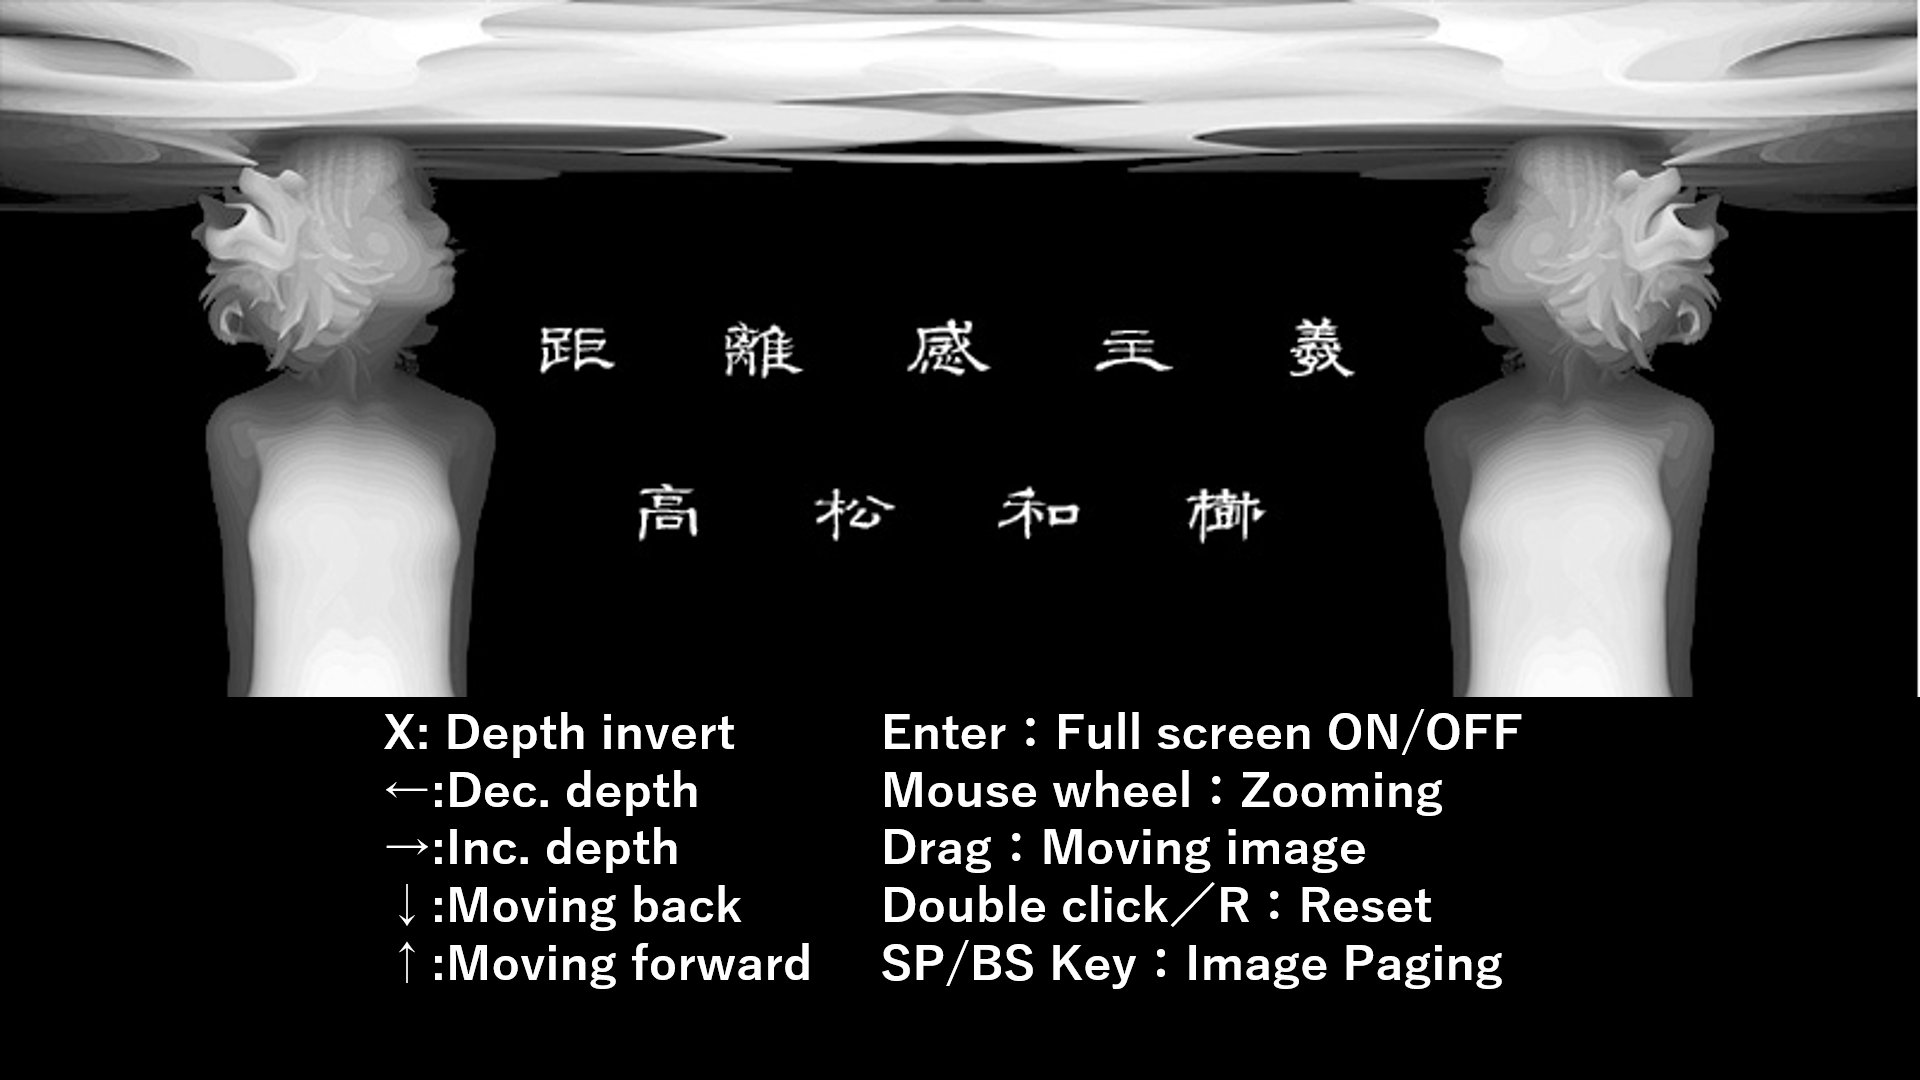 距離感主義
高松和樹
X: Depth invert
←:Dec. depth
→:Inc. depth
↓:Moving back
↑:Moving forward
Enter：Full screen ON/OFF
Mouse wheel：Zooming
Drag：Moving image
Double click／R：Reset
SP/BS Key：Image Paging